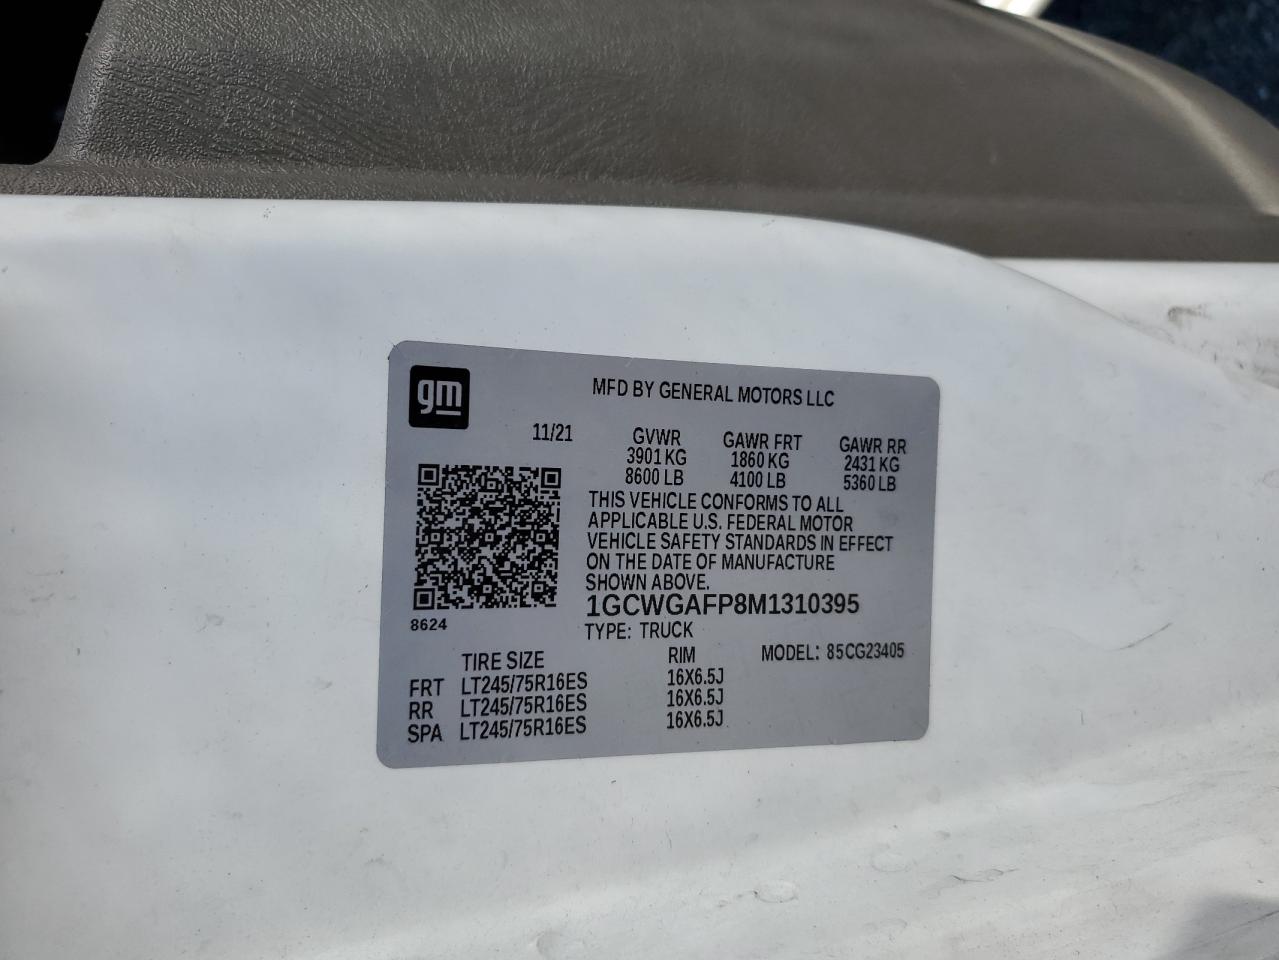 gm
MFD BY GENERAL MOTORS LLC
11/21 GVWR GAWR FRT GAWR RR
3901 KG 1860 KG 2431 KG
8600 LB 4100 LB 5360 LB
THIS VEHICLE CONFORMS TO ALL
APPLICABLE U.S. FEDERAL MOTOR
VEHICLE SAFETY STANDARDS IN EFFECT
ON THE DATE OF MANUFACTURE
SHOWN ABOVE.
1GCWGAFP8M1310395
8624
TYPE: TRUCK
MODEL: 85CG23405
TIRE SIZE RIM
FRT LT245/75R16ES 16X6.5J
RR LT245/75R16ES 16X6.5J
SPA LT245/75R16ES 16X6.5J